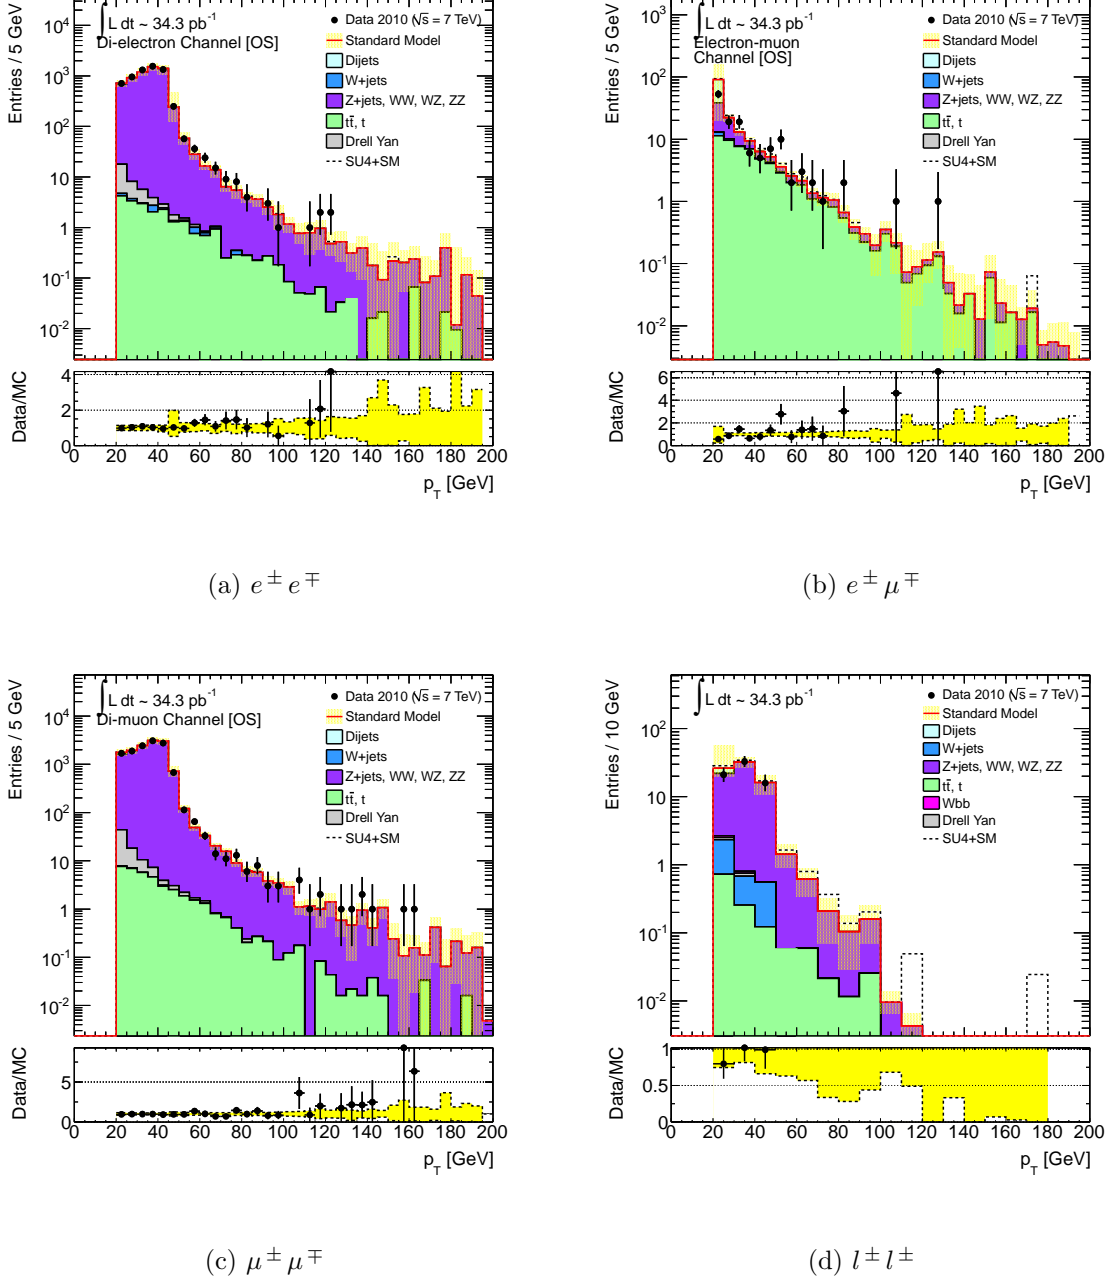 ∫ L dt ~ 34.3 pb⁻¹
Di-electron Channel [OS]
Data 2010 (√s = 7 TeV)
Standard Model
Dijets
W+jets
Z+jets, WW, WZ, ZZ
tt̄, t
Drell Yan
SU4+SM
Entries / 5 GeV
10³
10²
10
1
10⁻¹
10⁻²
Data/MC
4
2
0
0 20 40 60 80 100 120 140 160 180 200
p_T [GeV]
(a) e± e∓
∫ L dt ~ 34.3 pb⁻¹
Electron-muon
Channel [OS]
Data 2010 (√s = 7 TeV)
Standard Model
Dijets
W+jets
Z+jets, WW, WZ, ZZ
tt̄, t
Drell Yan
SU4+SM
Entries / 5 GeV
10²
10
1
10⁻¹
10⁻²
Data/MC
6
4
2
0
0 20 40 60 80 100 120 140 160 180 200
p_T [GeV]
(b) e± μ∓
∫ L dt ~ 34.3 pb⁻¹
Di-muon Channel [OS]
Data 2010 (√s = 7 TeV)
Standard Model
Dijets
W+jets
Z+jets, WW, WZ, ZZ
tt̄, t
Drell Yan
SU4+SM
Entries / 5 GeV
10⁴
10³
10²
10
1
10⁻¹
10⁻²
Data/MC
5
0
0 20 40 60 80 100 120 140 160 180 200
p_T [GeV]
(c) μ± μ∓
∫ L dt ~ 34.3 pb⁻¹
Data 2010 (√s = 7 TeV)
Standard Model
Dijets
W+jets
Z+jets, WW, WZ, ZZ
tt̄, t
Wbb
Drell Yan
SU4+SM
Entries / 10 GeV
10²
10
1
10⁻¹
10⁻²
Data/MC
1
0.5
0
0 20 40 60 80 100 120 140 160 180 200
p_T [GeV]
(d) l± l±